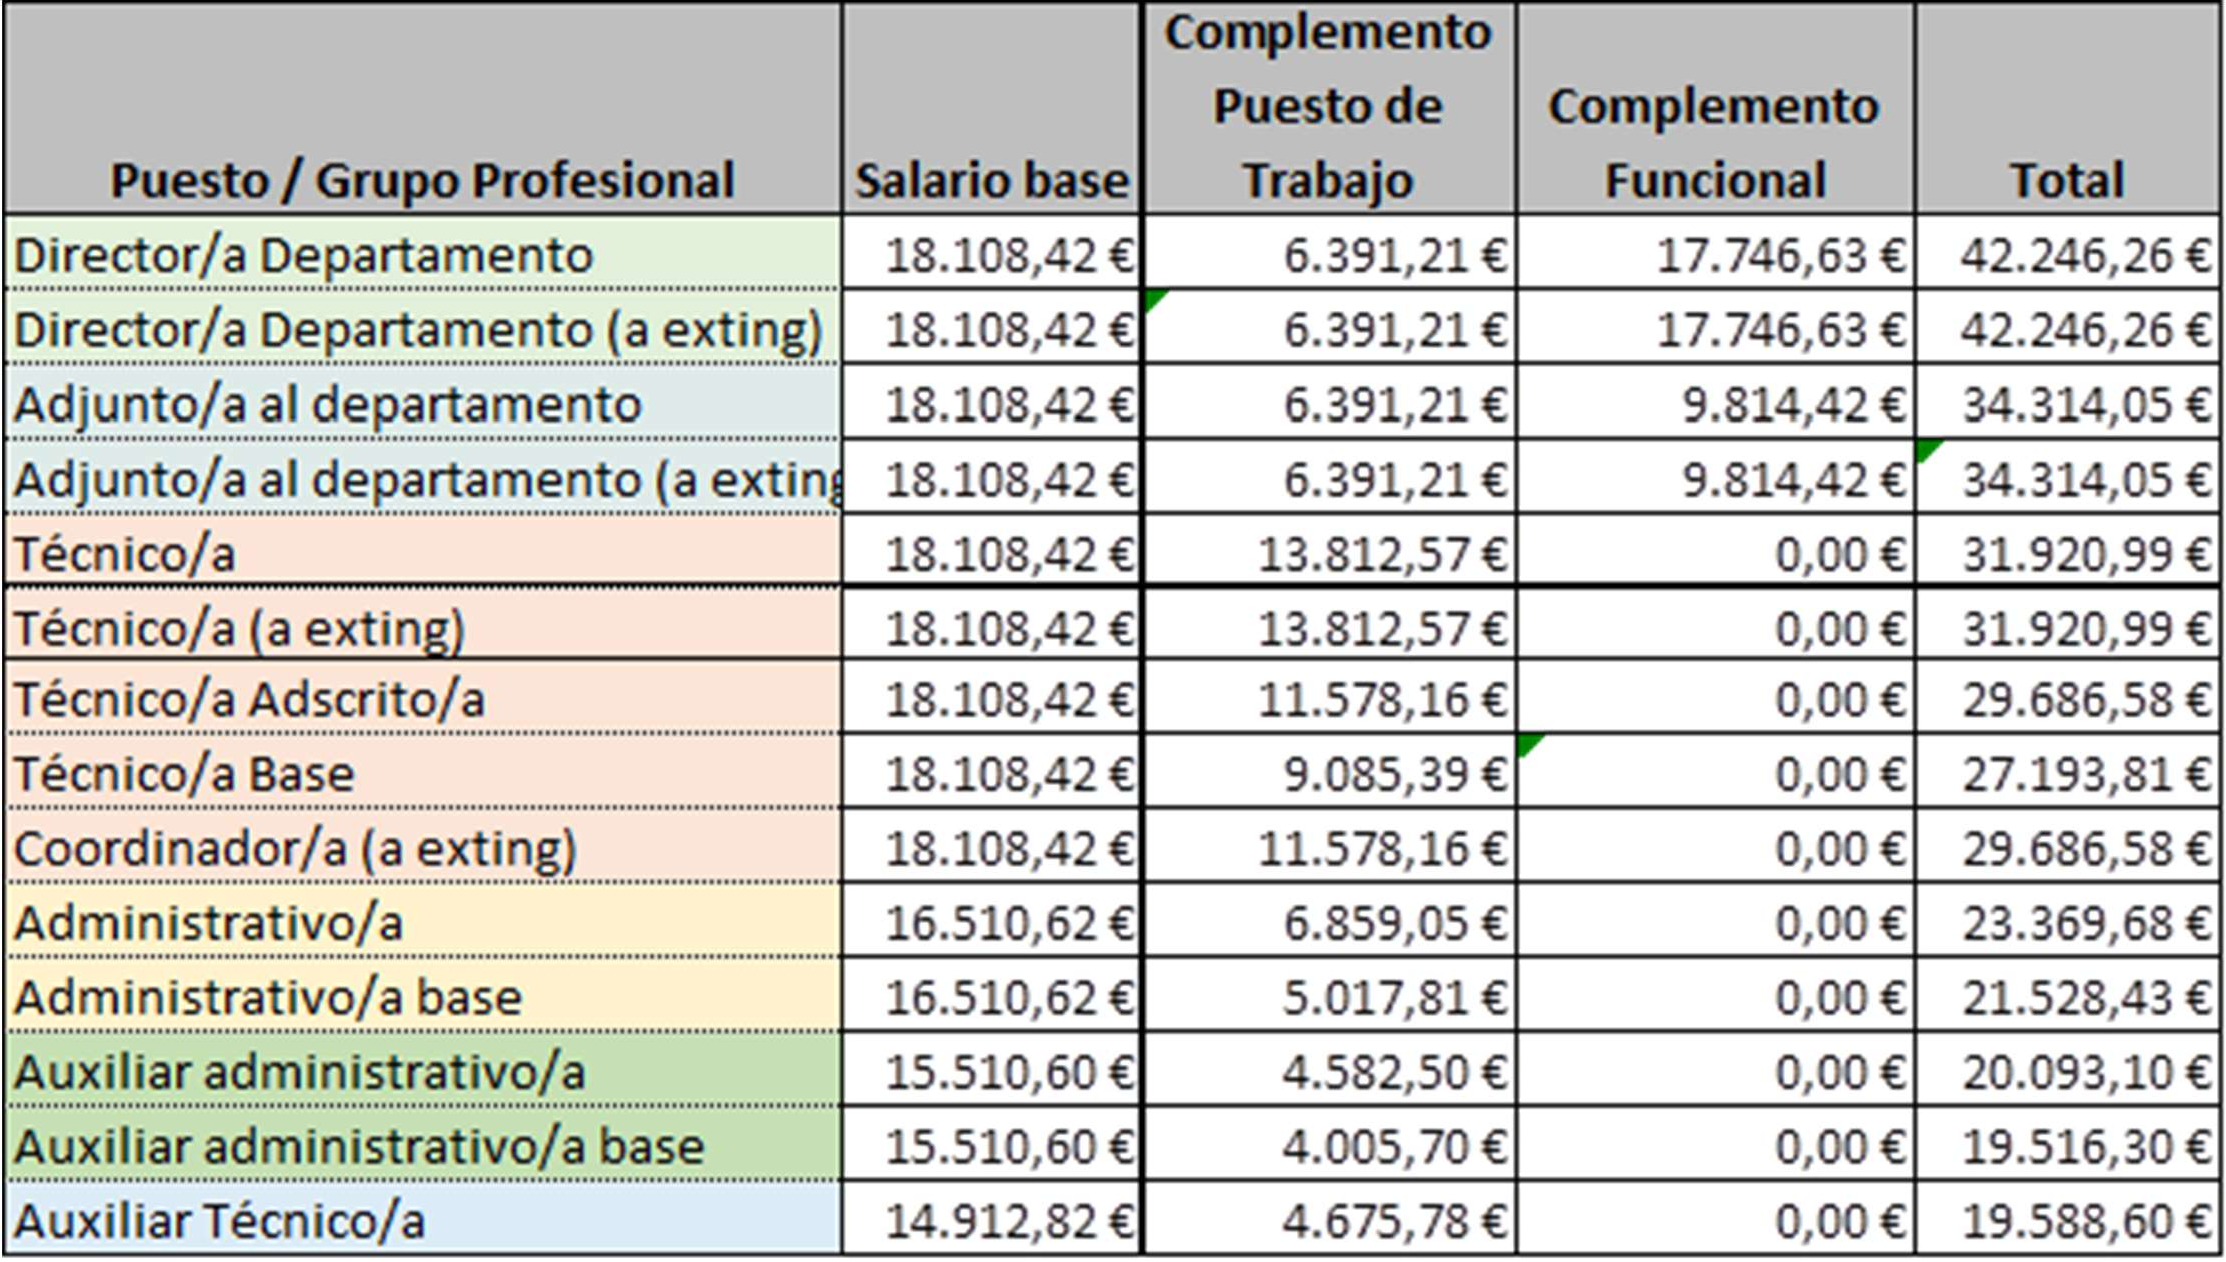 Puesto / Grupo Profesional Salario base Complemento Puesto de Trabajo Complemento Funcional Total
Director/a Departamento 18.108,42 € 6.391,21 € 17.746,63 € 42.246,26 €
Director/a Departamento (a exting) 18.108,42 € 6.391,21 € 17.746,63 € 42.246,26 €
Adjunto/a al departamento 18.108,42 € 6.391,21 € 9.814,42 € 34.314,05 €
Adjunto/a al departamento (a exting 18.108,42 € 6.391,21 € 9.814,42 € 34.314,05 €
Técnico/a 18.108,42 € 13.812,57 € 0,00 € 31.920,99 €
Técnico/a (a exting) 18.108,42 € 13.812,57 € 0,00 € 31.920,99 €
Técnico/a Adscrito/a 18.108,42 € 11.578,16 € 0,00 € 29.686,58 €
Técnico/a Base 18.108,42 € 9.085,39 € 0,00 € 27.193,81 €
Coordinador/a (a exting) 18.108,42 € 11.578,16 € 0,00 € 29.686,58 €
Administrativo/a 16.510,62 € 6.859,05 € 0,00 € 23.369,68 €
Administrativo/a base 16.510,62 € 5.017,81 € 0,00 € 21.528,43 €
Auxiliar administrativo/a 15.510,60 € 4.582,50 € 0,00 € 20.093,10 €
Auxiliar administrativo/a base 15.510,60 € 4.005,70 € 0,00 € 19.516,30 €
Auxiliar Técnico/a 14.912,82 € 4.675,78 € 0,00 € 19.588,60 €